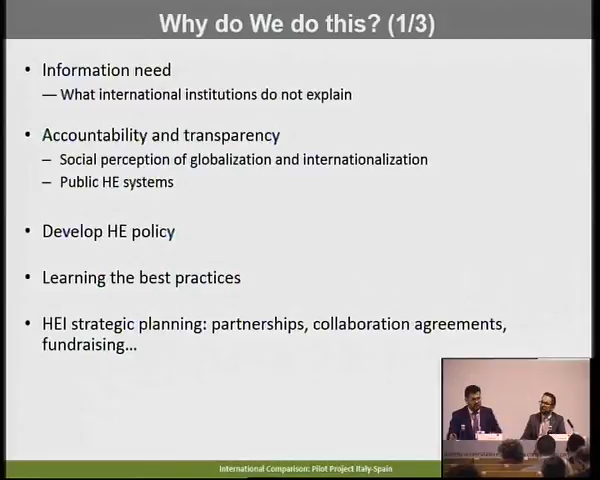 Why do We do this? (1/3)
• Information need
— What international institutions do not explain
• Accountability and transparency
– Social perception of globalization and internationalization
– Public HE systems
• Develop HE policy
• Learning the best practices
• HEI strategic planning: partnerships, collaboration agreements,
fundraising…
International Comparison: Pilot Project Italy-Spain